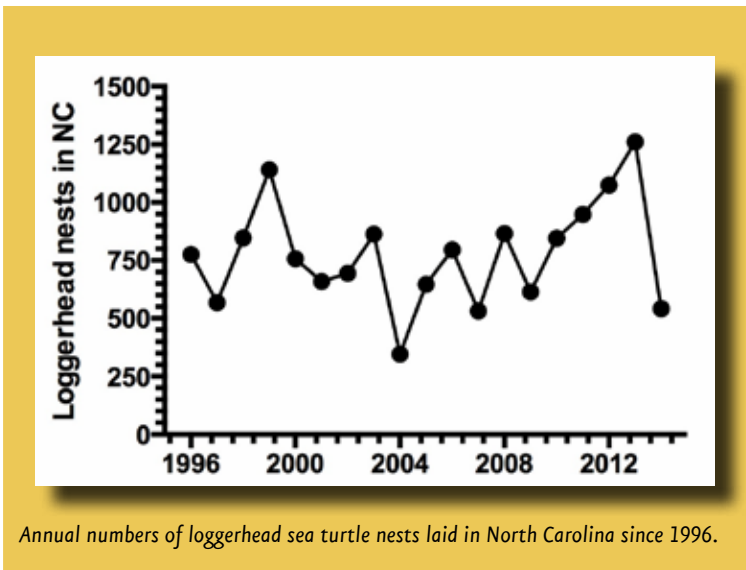 1500
1250
1000
750
500
250
0
Loggerhead nests in NC
1996 2000 2004 2008 2012
Annual numbers of loggerhead sea turtle nests laid in North Carolina since 1996.